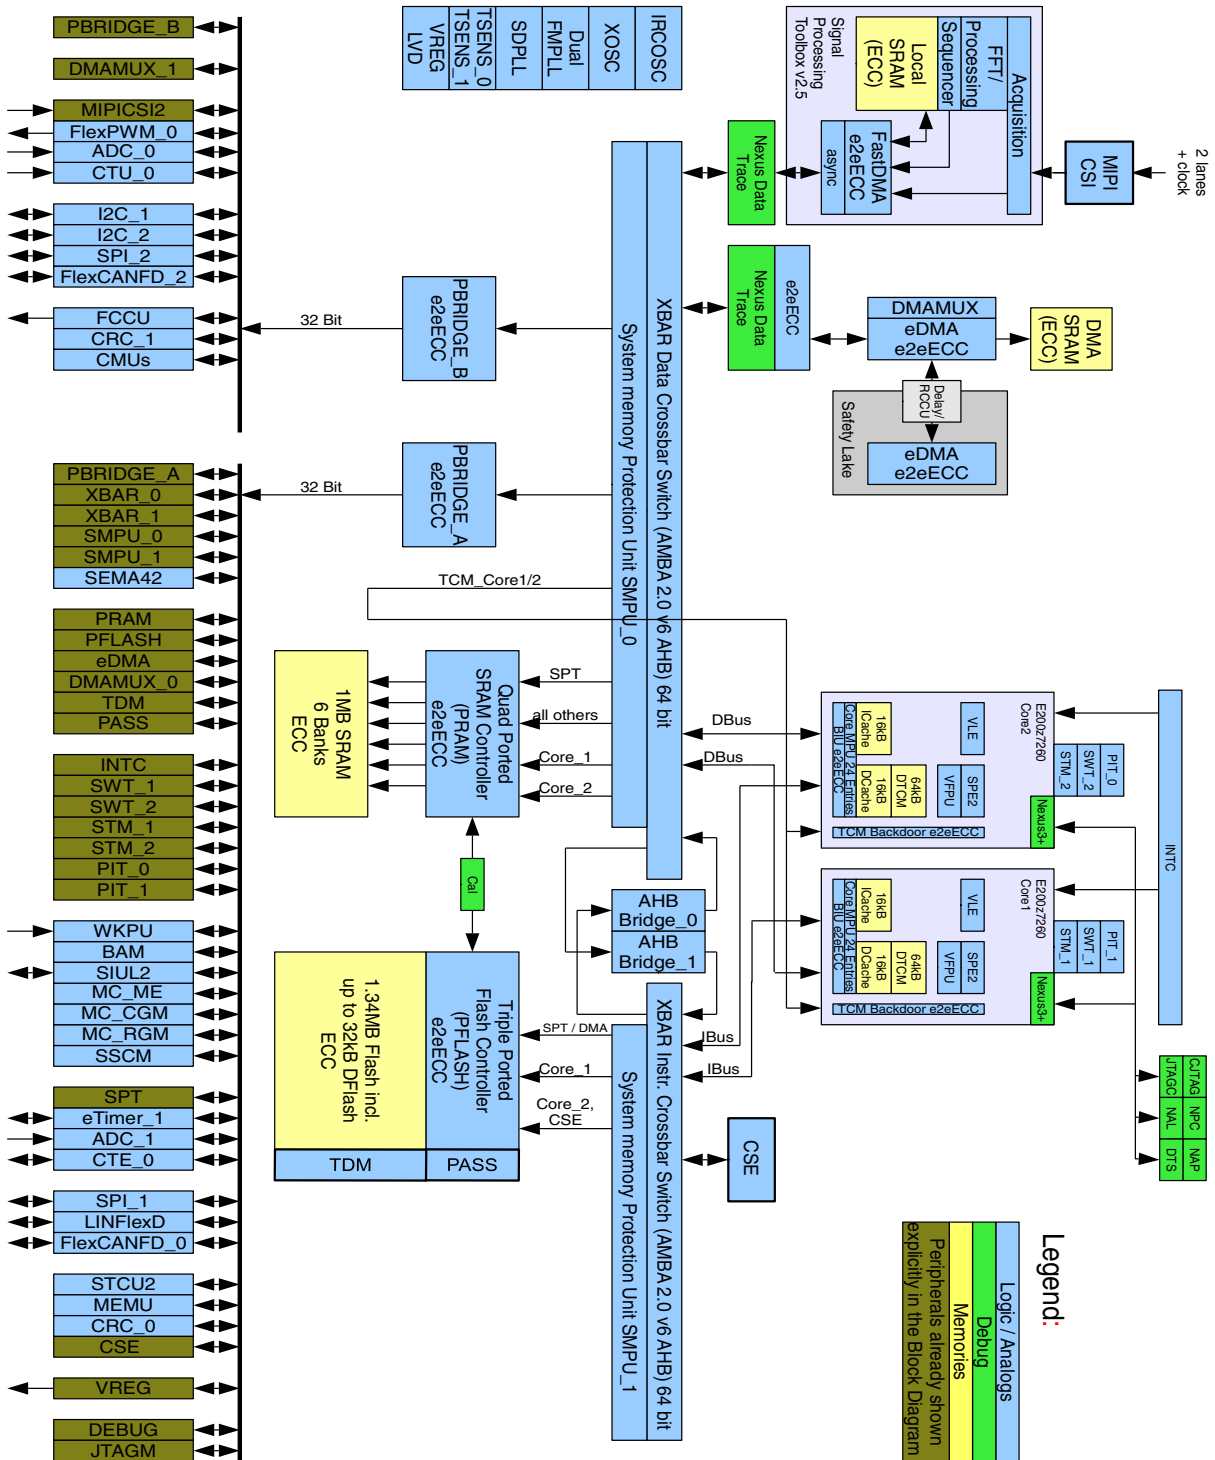 PBRIDGE_B
DMAMUX_1
MIPICSI2
FlexPWM_0
ADC_0
CTU_0
I2C_1
I2C_2
SPI_2
FlexCANFD_2
FCCU
CRC_1
CMUs
PBRIDGE_A
XBAR_0
XBAR_1
SMPU_0
SMPU_1
SEMA42
PRAM
PFLASH
eDMA
DMAMUX_0
TDM
PASS
INTC
SWT_1
SWT_2
STM_1
STM_2
PIT_0
PIT_1
WKPU
BAM
SIUL2
MC_ME
MC_CGM
MC_RGM
SSCM
SPT
eTimer_1
ADC_1
CTE_0
SPI_1
LINFlexD
FlexCANFD_0
STCU2
MEMU
CRC_0
CSE
VREG
DEBUG
JTAGM
IRCOSC
XOSC
Dual
FMPLL
SDPLL
TSENS_0
TSENS_1
VREG
LVD
32 Bit
PBRIDGE_B
e2eECC
32 Bit
PBRIDGE_A
e2eECC
2 lanes
+ clock
MIPI
CSI
Acquisition
FFT/
Processing
Sequencer
Local
SRAM
(ECC)
FastDMA
e2eECC
async
Signal
Processing
Toolbox v2.5
Nexus Data
Trace
e2eECC
Nexus Data
Trace
DMAMUX
eDMA
e2eECC
DMA
SRAM
(ECC)
Delay/
RCCU
eDMA
e2eECC
Safety Lake
XBAR Data Crossbar Switch (AMBA 2.0 v6 AHB) 64 bit
System memory Protection Unit SMPU_0
TCM_Core1/2
SPT
all others
Core_1
Core_2
Quad Ported
SRAM Controller
(PRAM)
e2eECC
1MB SRAM
6 Banks
ECC
Cal
DBus
DBus
IBus
IBus
AHB
Bridge_0
AHB
Bridge_1
XBAR Instr. Crossbar Switch (AMBA 2.0 v6 AHB) 64 bit
System memory Protection Unit SMPU_1
SPT / DMA
Core_1
Core_2,
CSE
Triple Ported
Flash Controller
(PFLASH)
e2eECC
1.34MB Flash incl.
up to 32kB DFlash
ECC
TDM
PASS
CSE
INTC
PIT_0
SWT_2
STM_2
E200z7260
Core2
Nexus3+
VLE
SPE2
VFPU
64kB
DTCM
16kB
ICache
16kB
DCache
Core MPU 24 Entries
BIU e2eECC
TCM Backdoor e2eECC
PIT_1
SWT_1
STM_1
E200z7260
Core1
Nexus3+
VLE
SPE2
VFPU
64kB
DTCM
16kB
ICache
16kB
DCache
Core MPU 24 Entries
BIU e2eECC
TCM Backdoor e2eECC
CJTAG
NPC
NAP
JTAGC
NAL
DTS
Legend:
Logic / Analogs
Debug
Memories
Peripherals already shown
explicitly in the Block Diagram